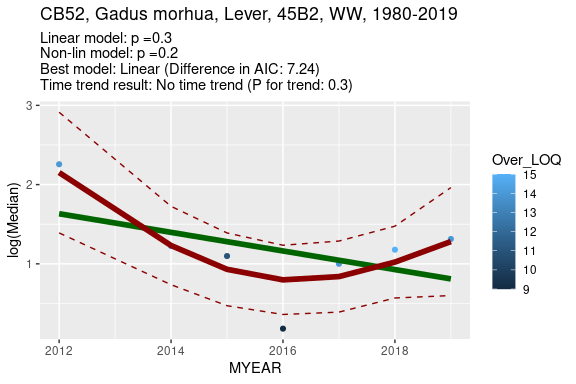 CB52, Gadus morhua, Lever, 45B2, WW, 1980-2019
Linear model: p =0.3
Non-lin model: p =0.2
Best model: Linear (Difference in AIC: 7.24)
Time trend result: No time trend (P for trend: 0.3)
3
2
1
log(Median)
2012
2014
2016
2018
MYEAR
Over_LOQ
15
14
13
12
11
10
9